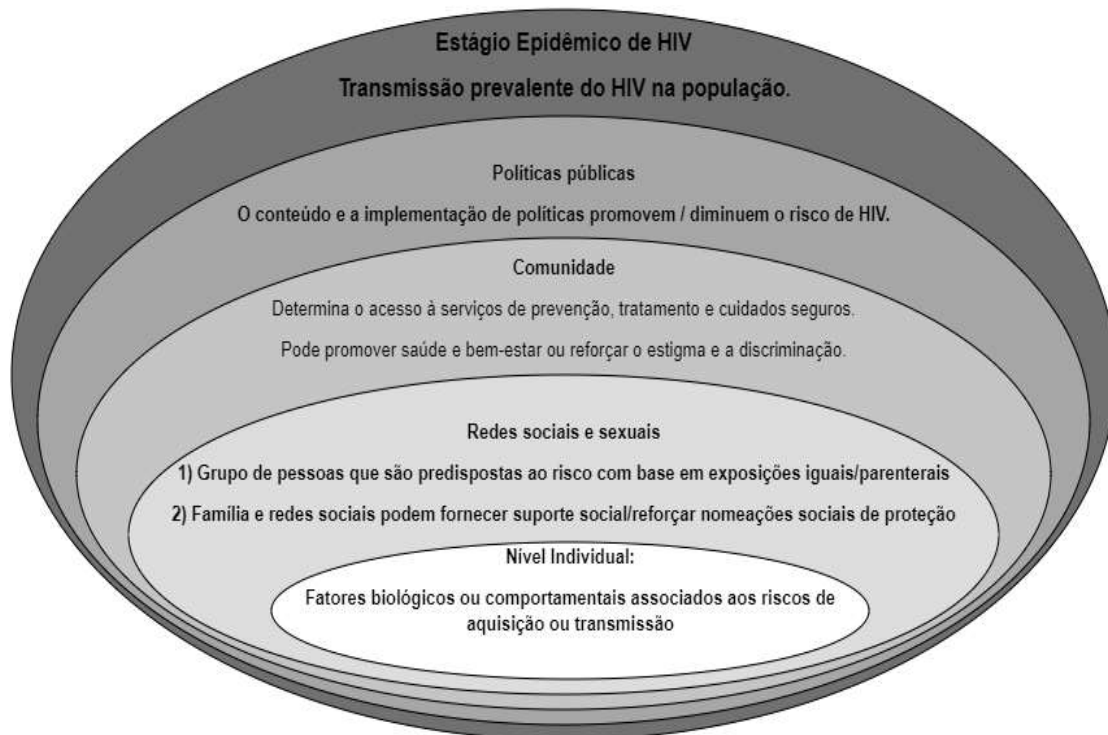 Estágio Epidêmico de HIV
Transmissão prevalente do HIV na população.
Políticas públicas
O conteúdo e a implementação de políticas promovem / diminuem o risco de HIV.
Comunidade
Determina o acesso à serviços de prevenção, tratamento e cuidados seguros.
Pode promover saúde e bem-estar ou reforçar o estigma e a discriminação.
Redes sociais e sexuais
1) Grupo de pessoas que são predispostas ao risco com base em exposições iguais/parenterais
2) Família e redes sociais podem fornecer suporte social/reforçar nomeações sociais de proteção
Nível Individual:
Fatores biológicos ou comportamentais associados aos riscos de
aquisição ou transmissão